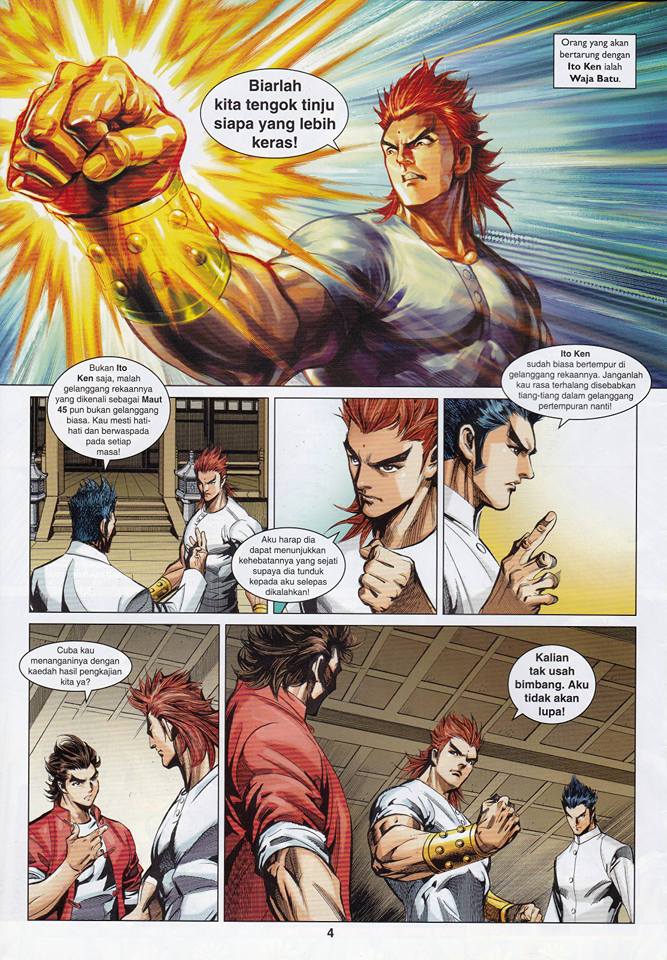 Orang yang akan
bertarung dengan
Ito Ken ialah
Waja Batu.
Biarlah
kita tengok tinju
siapa yang lebih
keras!
Bukan Ito
Ken saja, malah
gelanggang rekaannya
yang dikenali sebagai Maut
45 pun bukan gelanggang
biasa. Kau mesti hati-
hati dan berwaspada
pada setiap
masa!
Aku harap dia
dapat menunjukkan
kehebatannya yang sejati
supaya dia tunduk
kepada aku selepas
dikalahkan!
Ito Ken
sudah biasa bertempur di
gelanggang rekaannya. Janganlah
kau rasa terhalang disebabkan
tiang-tiang dalam gelanggang
pertempuran nanti!
Cuba kau
menanganinya dengan
kaedah hasil pengkajian
kita ya?
Kalian
tak usah
bimbang. Aku
tidak akan
lupa!
4